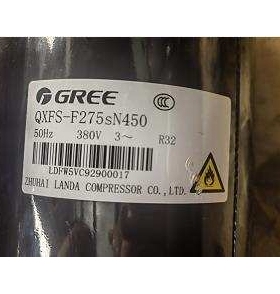 GREE
QXFS-F275sN450
50Hz 380V 3~ R32
LDFW5VC92900017
ZHUHAI LANDA COMPRESSOR CO.,LTD.